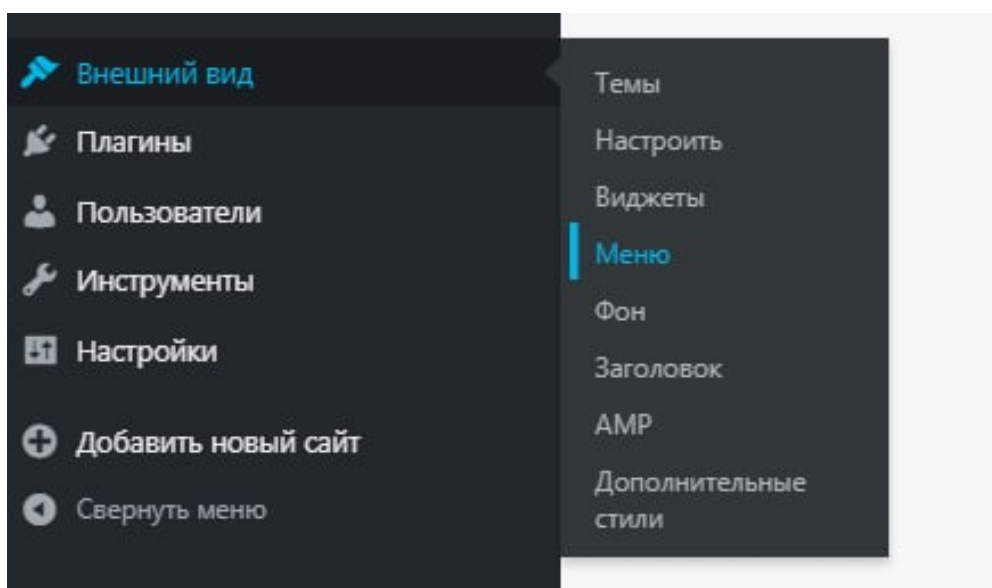 Внешний вид
Плагины
Пользователи
Инструменты
Настройки
Добавить новый сайт
Свернуть меню
Темы
Настроить
Виджеты
Меню
Фон
Заголовок
AMP
Дополнительные
стили